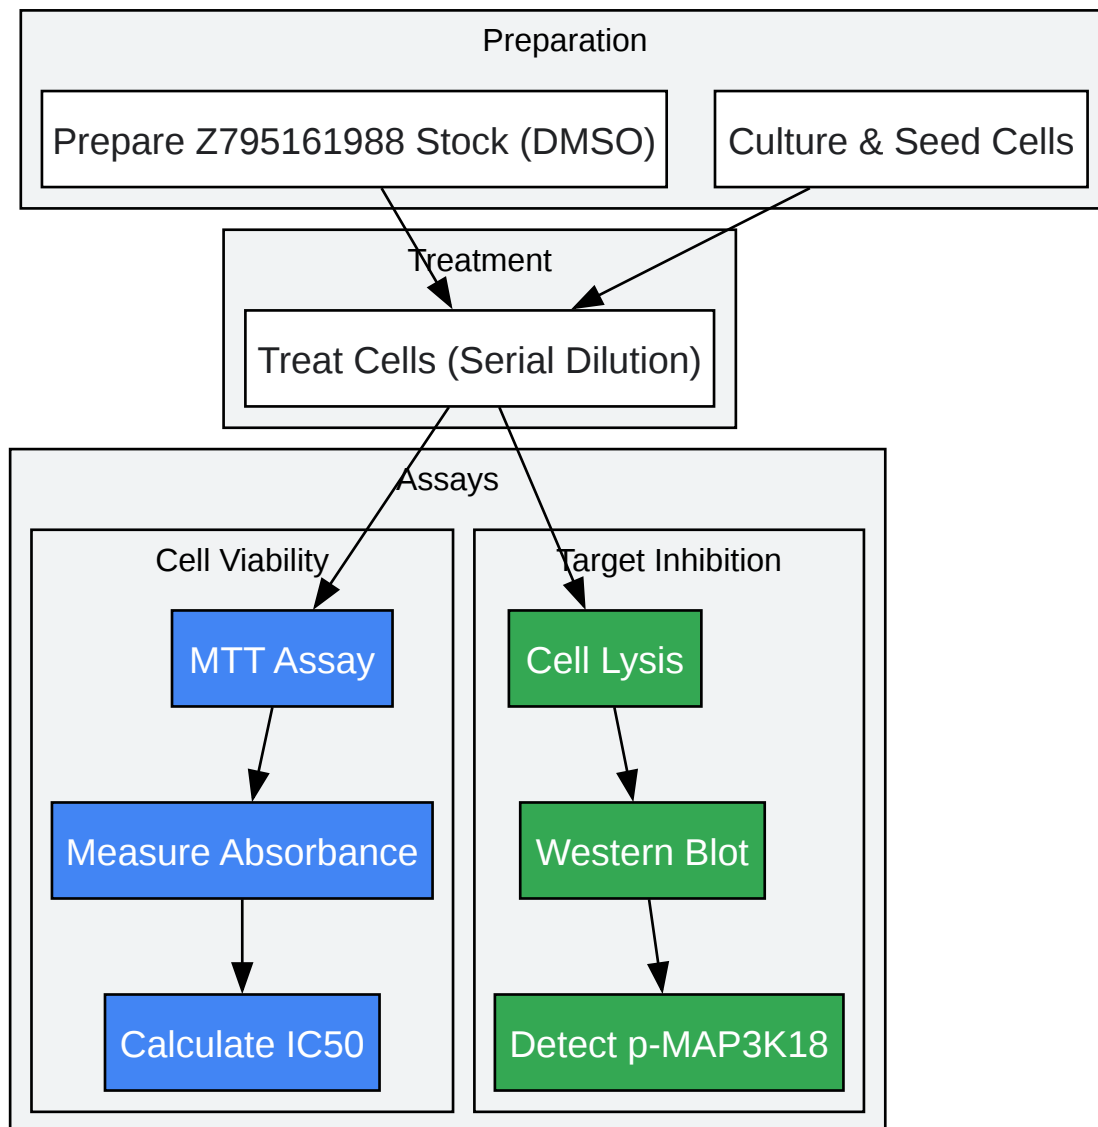 Preparation
Prepare Z795161988 Stock (DMSO)
Culture & Seed Cells
Treatment
Treat Cells (Serial Dilution)
Assays
Cell Viability
Target Inhibition
MTT Assay
Cell Lysis
Measure Absorbance
Western Blot
Calculate IC50
Detect p-MAP3K18